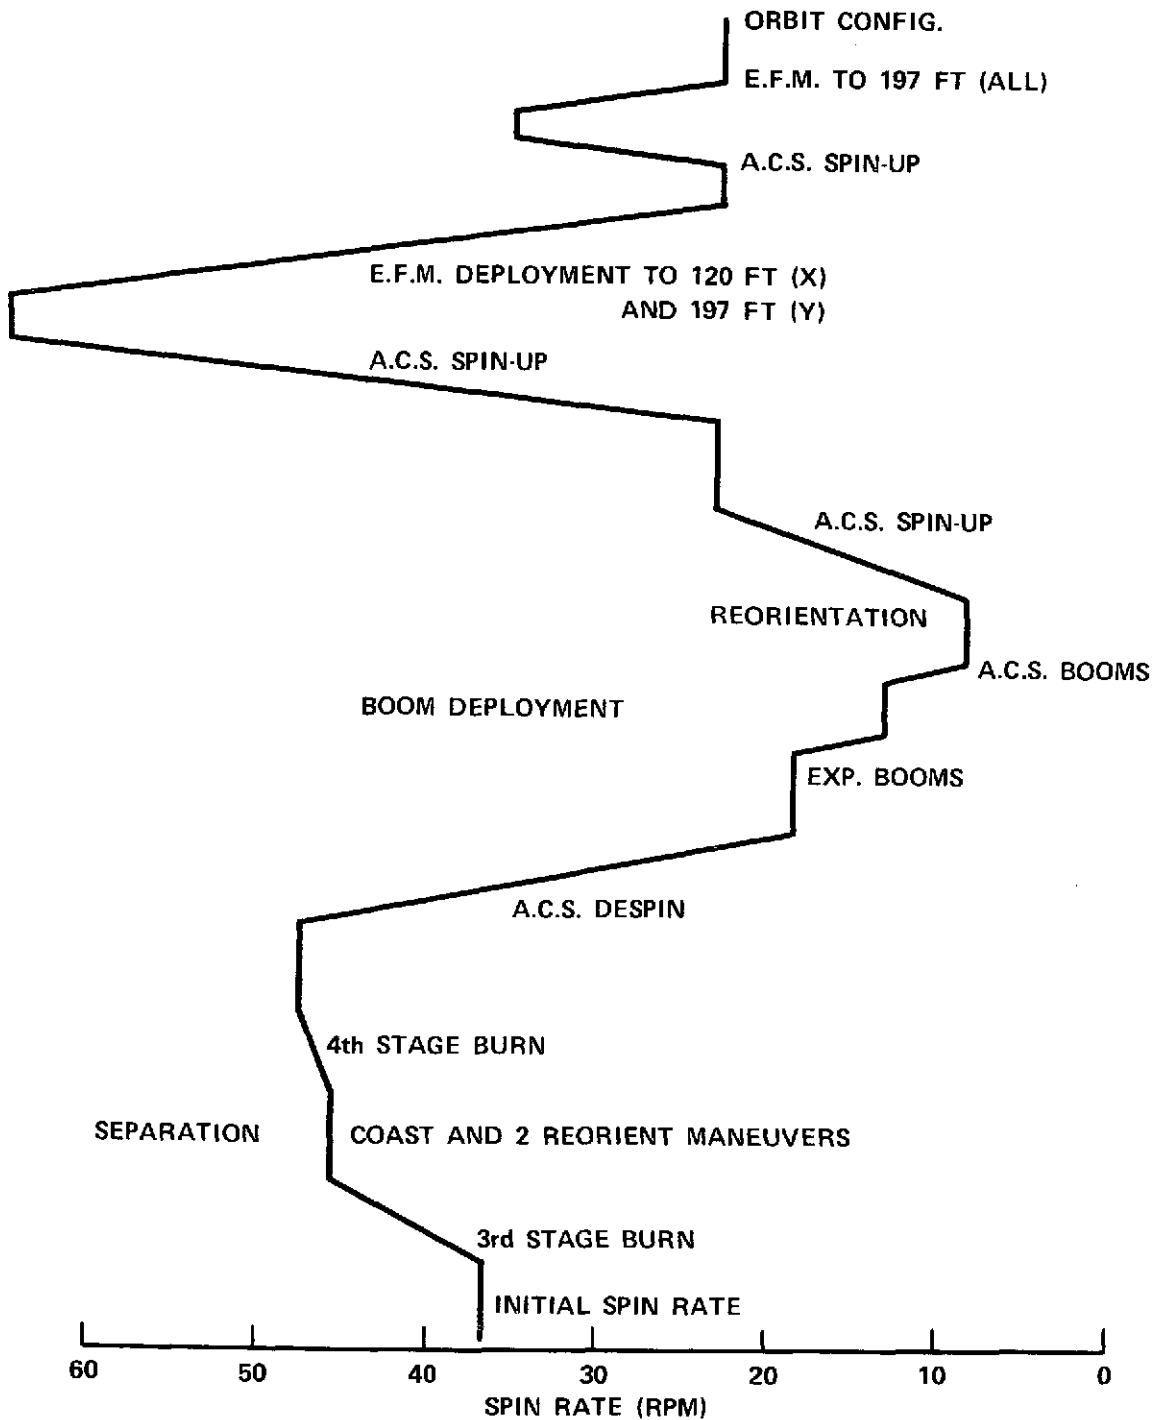 ORBIT CONFIG.
E.F.M. TO 197 FT (ALL)
A.C.S. SPIN-UP
E.F.M. DEPLOYMENT TO 120 FT (X)
AND 197 FT (Y)
A.C.S. SPIN-UP
A.C.S. SPIN-UP
REORIENTATION
A.C.S. BOOMS
BOOM DEPLOYMENT
EXP. BOOMS
A.C.S. DESPIN
4th STAGE BURN
SEPARATION
COAST AND 2 REORIENT MANEUVERS
3rd STAGE BURN
INITIAL SPIN RATE
60 50 40 30 20 10 0
SPIN RATE (RPM)